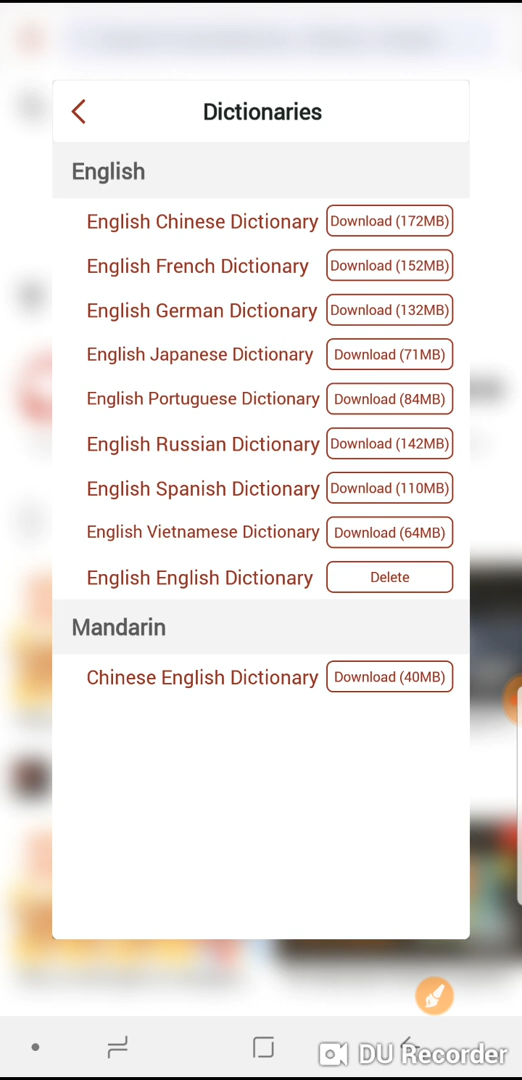 Dictionaries
English
English Chinese Dictionary Download (172MB)
English French Dictionary Download (152MB)
English German Dictionary Download (132MB)
English Japanese Dictionary Download (71MB)
English Portuguese Dictionary Download (84MB)
English Russian Dictionary Download (142MB)
English Spanish Dictionary Download (110MB)
English Vietnamese Dictionary Download (64MB)
English English Dictionary Delete
Mandarin
Chinese English Dictionary Download (40MB)
DU Recorder